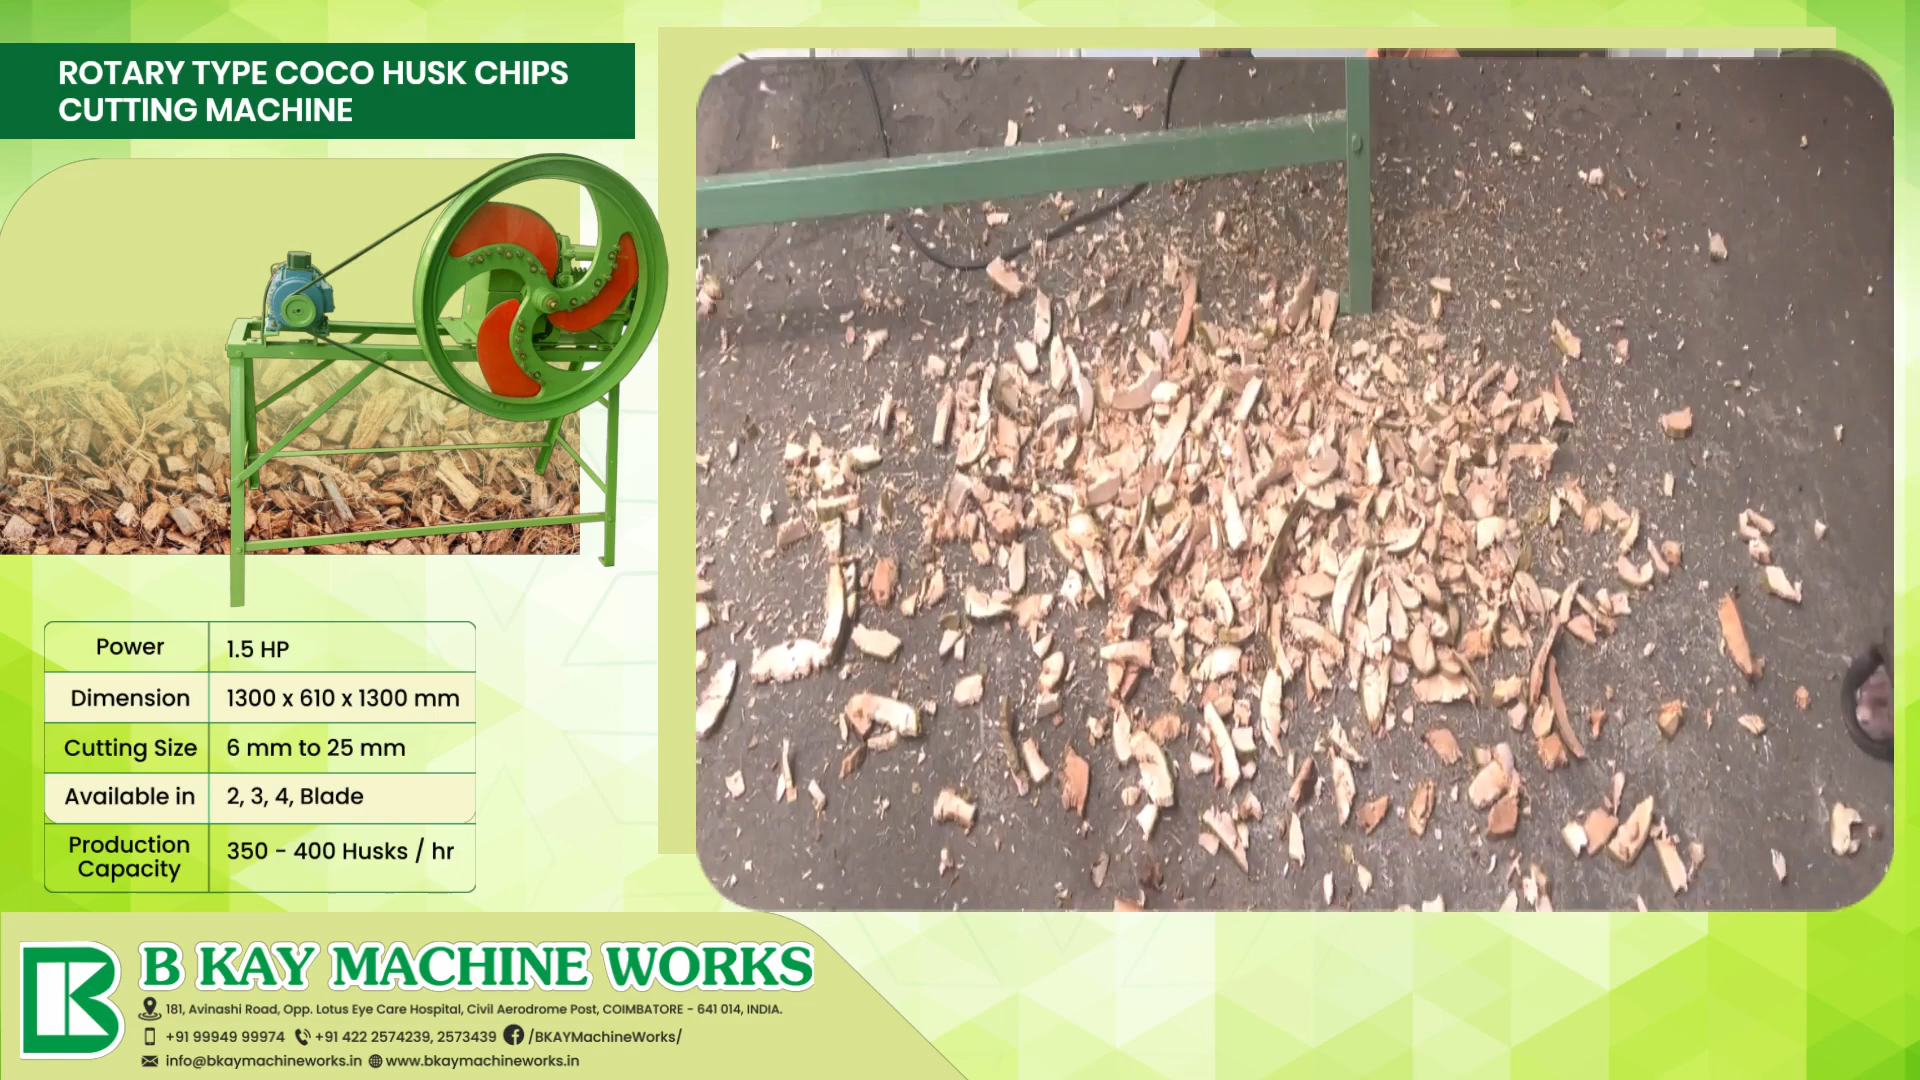 ROTARY TYPE COCO HUSK CHIPS
CUTTING MACHINE
Power 1.5 HP
Dimension 1300 x 610 x 1300 mm
Cutting Size 6 mm to 25 mm
Available in 2, 3, 4, Blade
Production
Capacity 350 - 400 Husks / hr
B KAY MACHINE WORKS
181, Avinashi Road, Opp. Lotus Eye Care Hospital, Civil Aerodrome Post, COIMBATORE - 641 014, INDIA.
+91 99949 99974 +91 422 2574239, 2573439 /BKAYMachineWorks/
info@bkaymachineworks.in www.bkaymachineworks.in